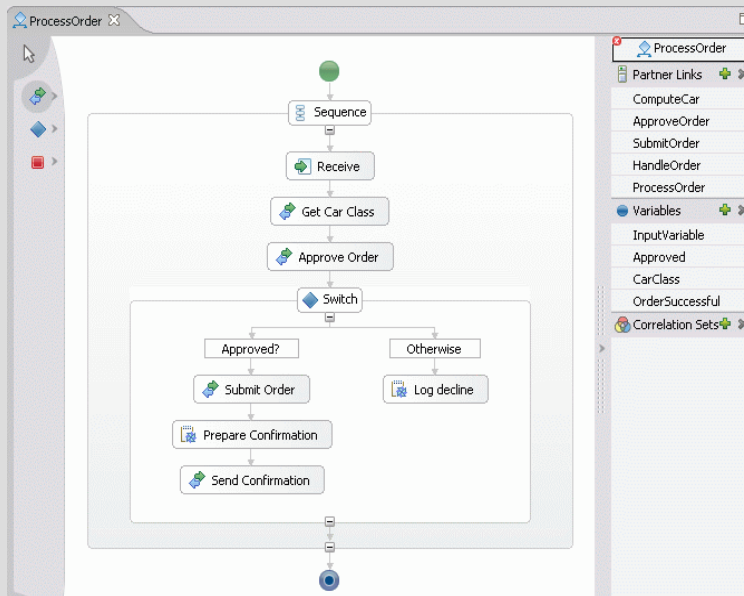 ProcessOrder
ProcessOrder
Partner Links
ComputeCar
ApproveOrder
SubmitOrder
HandleOrder
ProcessOrder
Variables
InputVariable
Approved
CarClass
OrderSuccessful
Correlation Sets
Sequence
Receive
Get Car Class
Approve Order
Switch
Approved?
Otherwise
Submit Order
Log decline
Prepare Confirmation
Send Confirmation